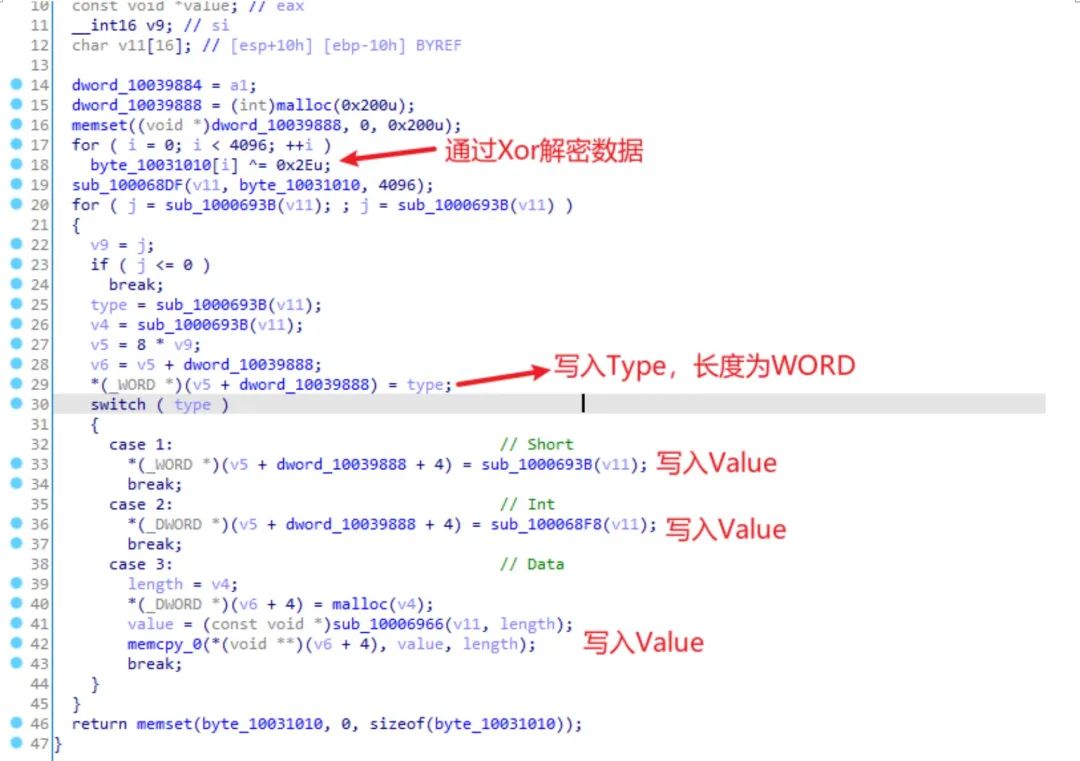 10 const void *value; // eax
11 __int16 v9; // si
12 char v11[16]; // [esp+10h] [ebp-10h] BYREF
13
14 dword_10039884 = a1;
15 dword_10039888 = (int)malloc(0x200u);
16 memset((void *)dword_10039888, 0, 0x200u);
17 for ( i = 0; i < 4096; ++i ) 通过Xor解密数据
18 byte_10031010[i] ^= 0x2Eu;
19 sub_100068DF(v11, byte_10031010, 4096);
20 for ( j = sub_1000693B(v11); ; j = sub_1000693B(v11) )
21 {
22 v9 = j;
23 if ( j <= 0 )
24 break;
25 type = sub_1000693B(v11);
26 v4 = sub_1000693B(v11);
27 v5 = 8 * v9;
28 v6 = v5 + dword_10039888; 写入Type，长度为WORD
29 *(_WORD *)(v5 + dword_10039888) = type;
30 switch ( type )
31 {
32 case 1: // Short
33 *(_WORD *)(v5 + dword_10039888 + 4) = sub_1000693B(v11); 写入Value
34 break;
35 case 2: // Int
36 *(_DWORD *)(v5 + dword_10039888 + 4) = sub_100068F8(v11); 写入Value
37 break;
38 case 3: // Data
39 length = v4;
40 *(_DWORD *)(v6 + 4) = malloc(v4);
41 value = (const void *)sub_10006966(v11, length);
42 memcpy_0(*(void **)(v6 + 4), value, length); 写入Value
43 break;
44 }
45 }
46 return memset(byte_10031010, 0, sizeof(byte_10031010));
47 }